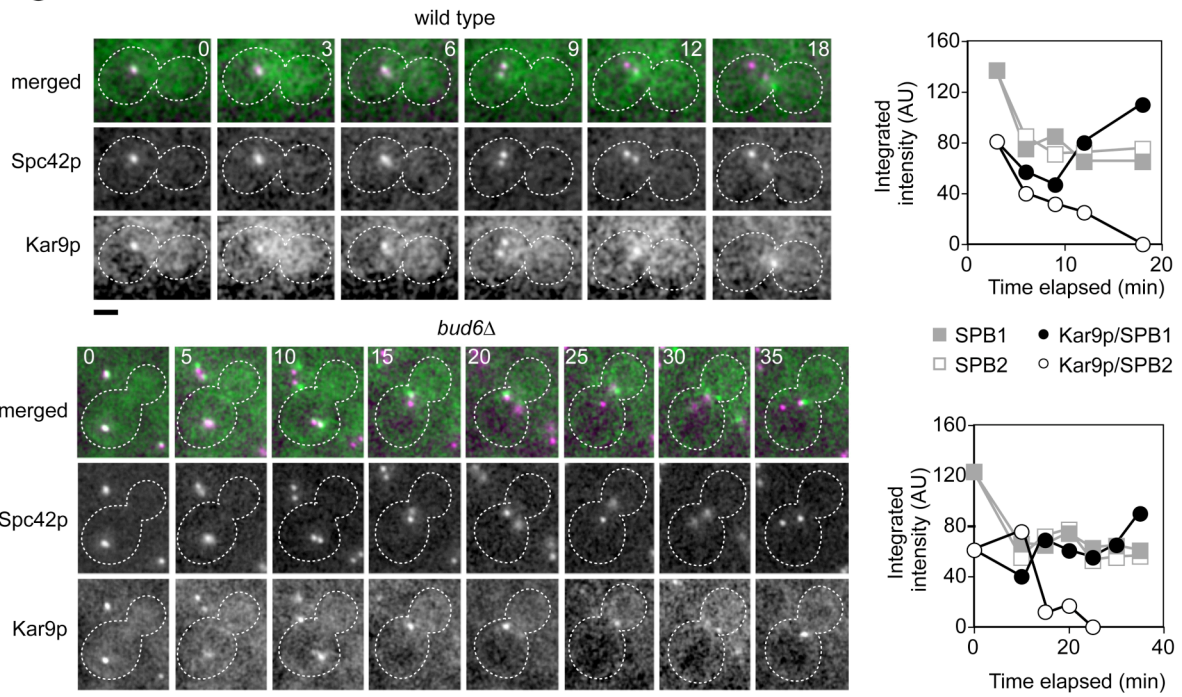 wild type
merged
0
3
6
9
12
18
Spc42p
Kar9p
160
120
80
40
0
0
10
20
Integrated
intensity (AU)
Time elapsed (min)
SPB1
Kar9p/SPB1
SPB2
Kar9p/SPB2
bud6Δ
merged
0
5
10
15
20
25
30
35
Spc42p
Kar9p
160
120
80
40
0
0
20
40
Integrated
intensity (AU)
Time elapsed (min)